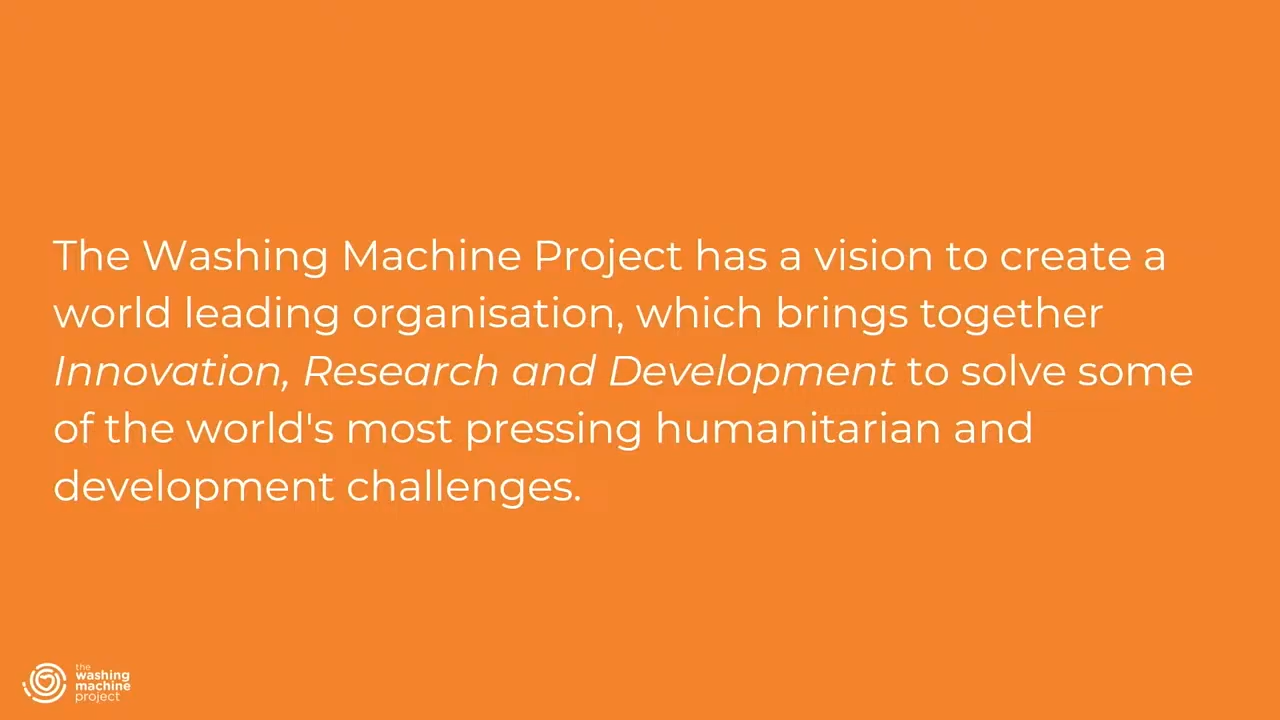 The Washing Machine Project has a vision to create a
world leading organisation, which brings together
Innovation, Research and Development to solve some
of the world's most pressing humanitarian and
development challenges.
the
washing
machine
project